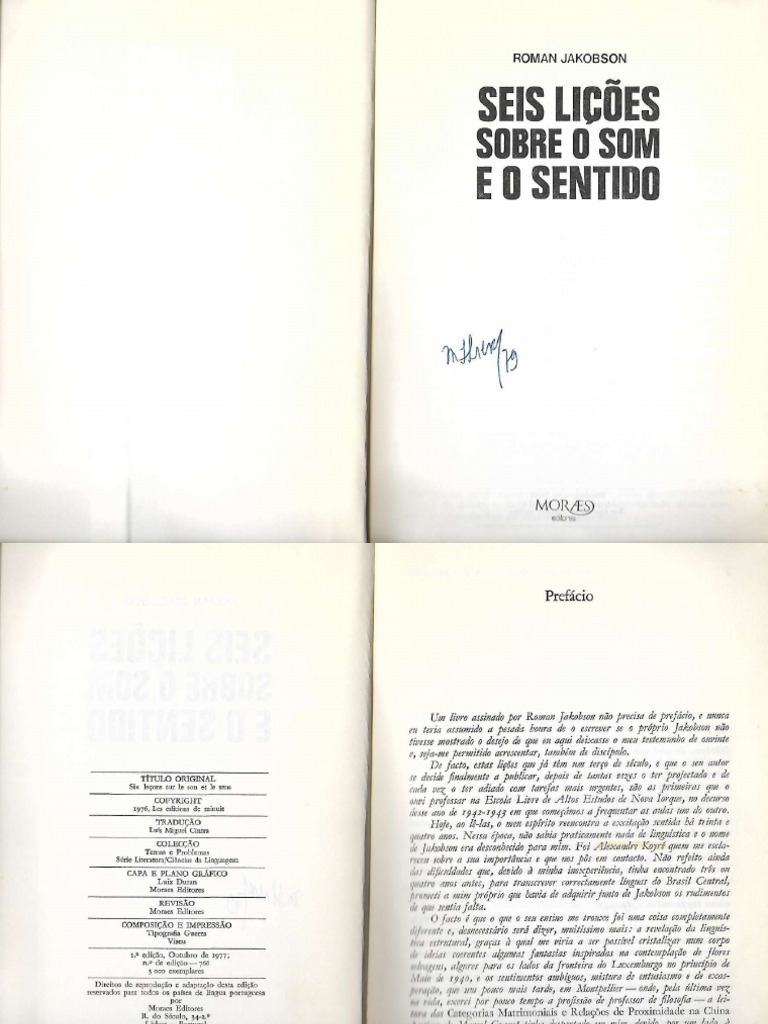 ROMAN JAKOBSON
SEIS LIÇÕES
SOBRE O SOM
E O SENTIDO
79
MORÆS
editores
TÍTULO ORIGINAL
Six leçons sur le son et le sens
COPYRIGHT
1976, Les éditions de minuit
TRADUÇÃO
Luís Miguel Cintra
COLECÇÃO
Temas e Problemas
Série Literatura/Ciências da Linguagem
CAPA E PLANO GRÁFICO
Luiz Duran
Moraes Editores
REVISÃO
Moraes Editores
COMPOSIÇÃO E IMPRESSÃO
Tipografia Guerra
Viseu
1.ª edição, Outubro de 1977;
n.º de edição — 768
3 000 exemplares
Direitos de reprodução e adaptação desta edição
reservados para todos os países de língua portuguesa
por
Moraes Editores
R. do Século, 34-2.º
Lisboa — Portugal
Prefácio
Um livro assinado por Roman Jakobson não precisa de prefácio, e nunca
eu teria assumido a pesada honra de o escrever se o próprio Jakobson não
tivesse mostrado o desejo de que eu aqui deixasse o meu testemunho de ouvinte
e, seja-me permitido acrescentar, também de discípulo.
De facto, estas lições que já têm um terço de século, e que o seu autor
se decide finalmente a publicar, depois de tantas vezes o ter projectado e de
cada vez o ter adiado com tarefas mais urgentes, são as primeiras que o
ouvi professar na Escola Livre de Altos Estudos de Nova Iorque, no decurso
desse ano de 1942-1943 em que começámos a frequentar as aulas um do outro.
Hoje, ao lê-las, o meu espírito reencontra a excitação sentida há trinta e
quatro anos. Nessa época, não sabia praticamente nada de linguística e o nome
de Jakobson era desconhecido para mim. Foi Alexandre Koyré quem me escla-
receu sobre a sua importância e que nos pôs em contacto. Não refeito ainda
das dificuldades que, devido à minha inexperiência, tinha encontrado três ou
quatro anos antes, para transcrever correctamente línguas do Brasil Central,
prometi a mim próprio que havia de adquirir junto de Jakobson os rudimentos
de que sentia falta.
O facto é que o que o seu ensino me trouxe foi uma coisa completamente
diferente e, desnecessário será dizer, muitíssimo mais: a revelação da linguís-
tica estrutural, graças à qual me viria a ser possível cristalizar num corpo
de ideias coerentes algumas fantasias inspiradas na contemplação de flores
selvagens, algures para os lados da fronteira do Luxemburgo no princípio de
Maio de 1940, e os sentimentos ambíguos, mistura de entusiasmo e de exas-
peração, que um pouco mais tarde, em Montpellier — onde, pela última vez
na vida, exerci por pouco tempo a profissão de professor de filosofia — a lei-
tura das Categorias Matrimoniais e Relações de Proximidade na China